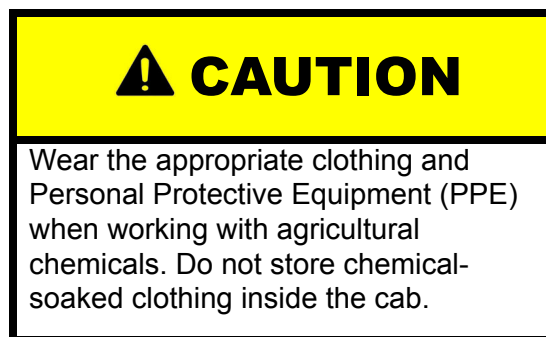 CAUTION
Wear the appropriate clothing and
Personal Protective Equipment (PPE)
when working with agricultural
chemicals. Do not store chemical-
soaked clothing inside the cab.